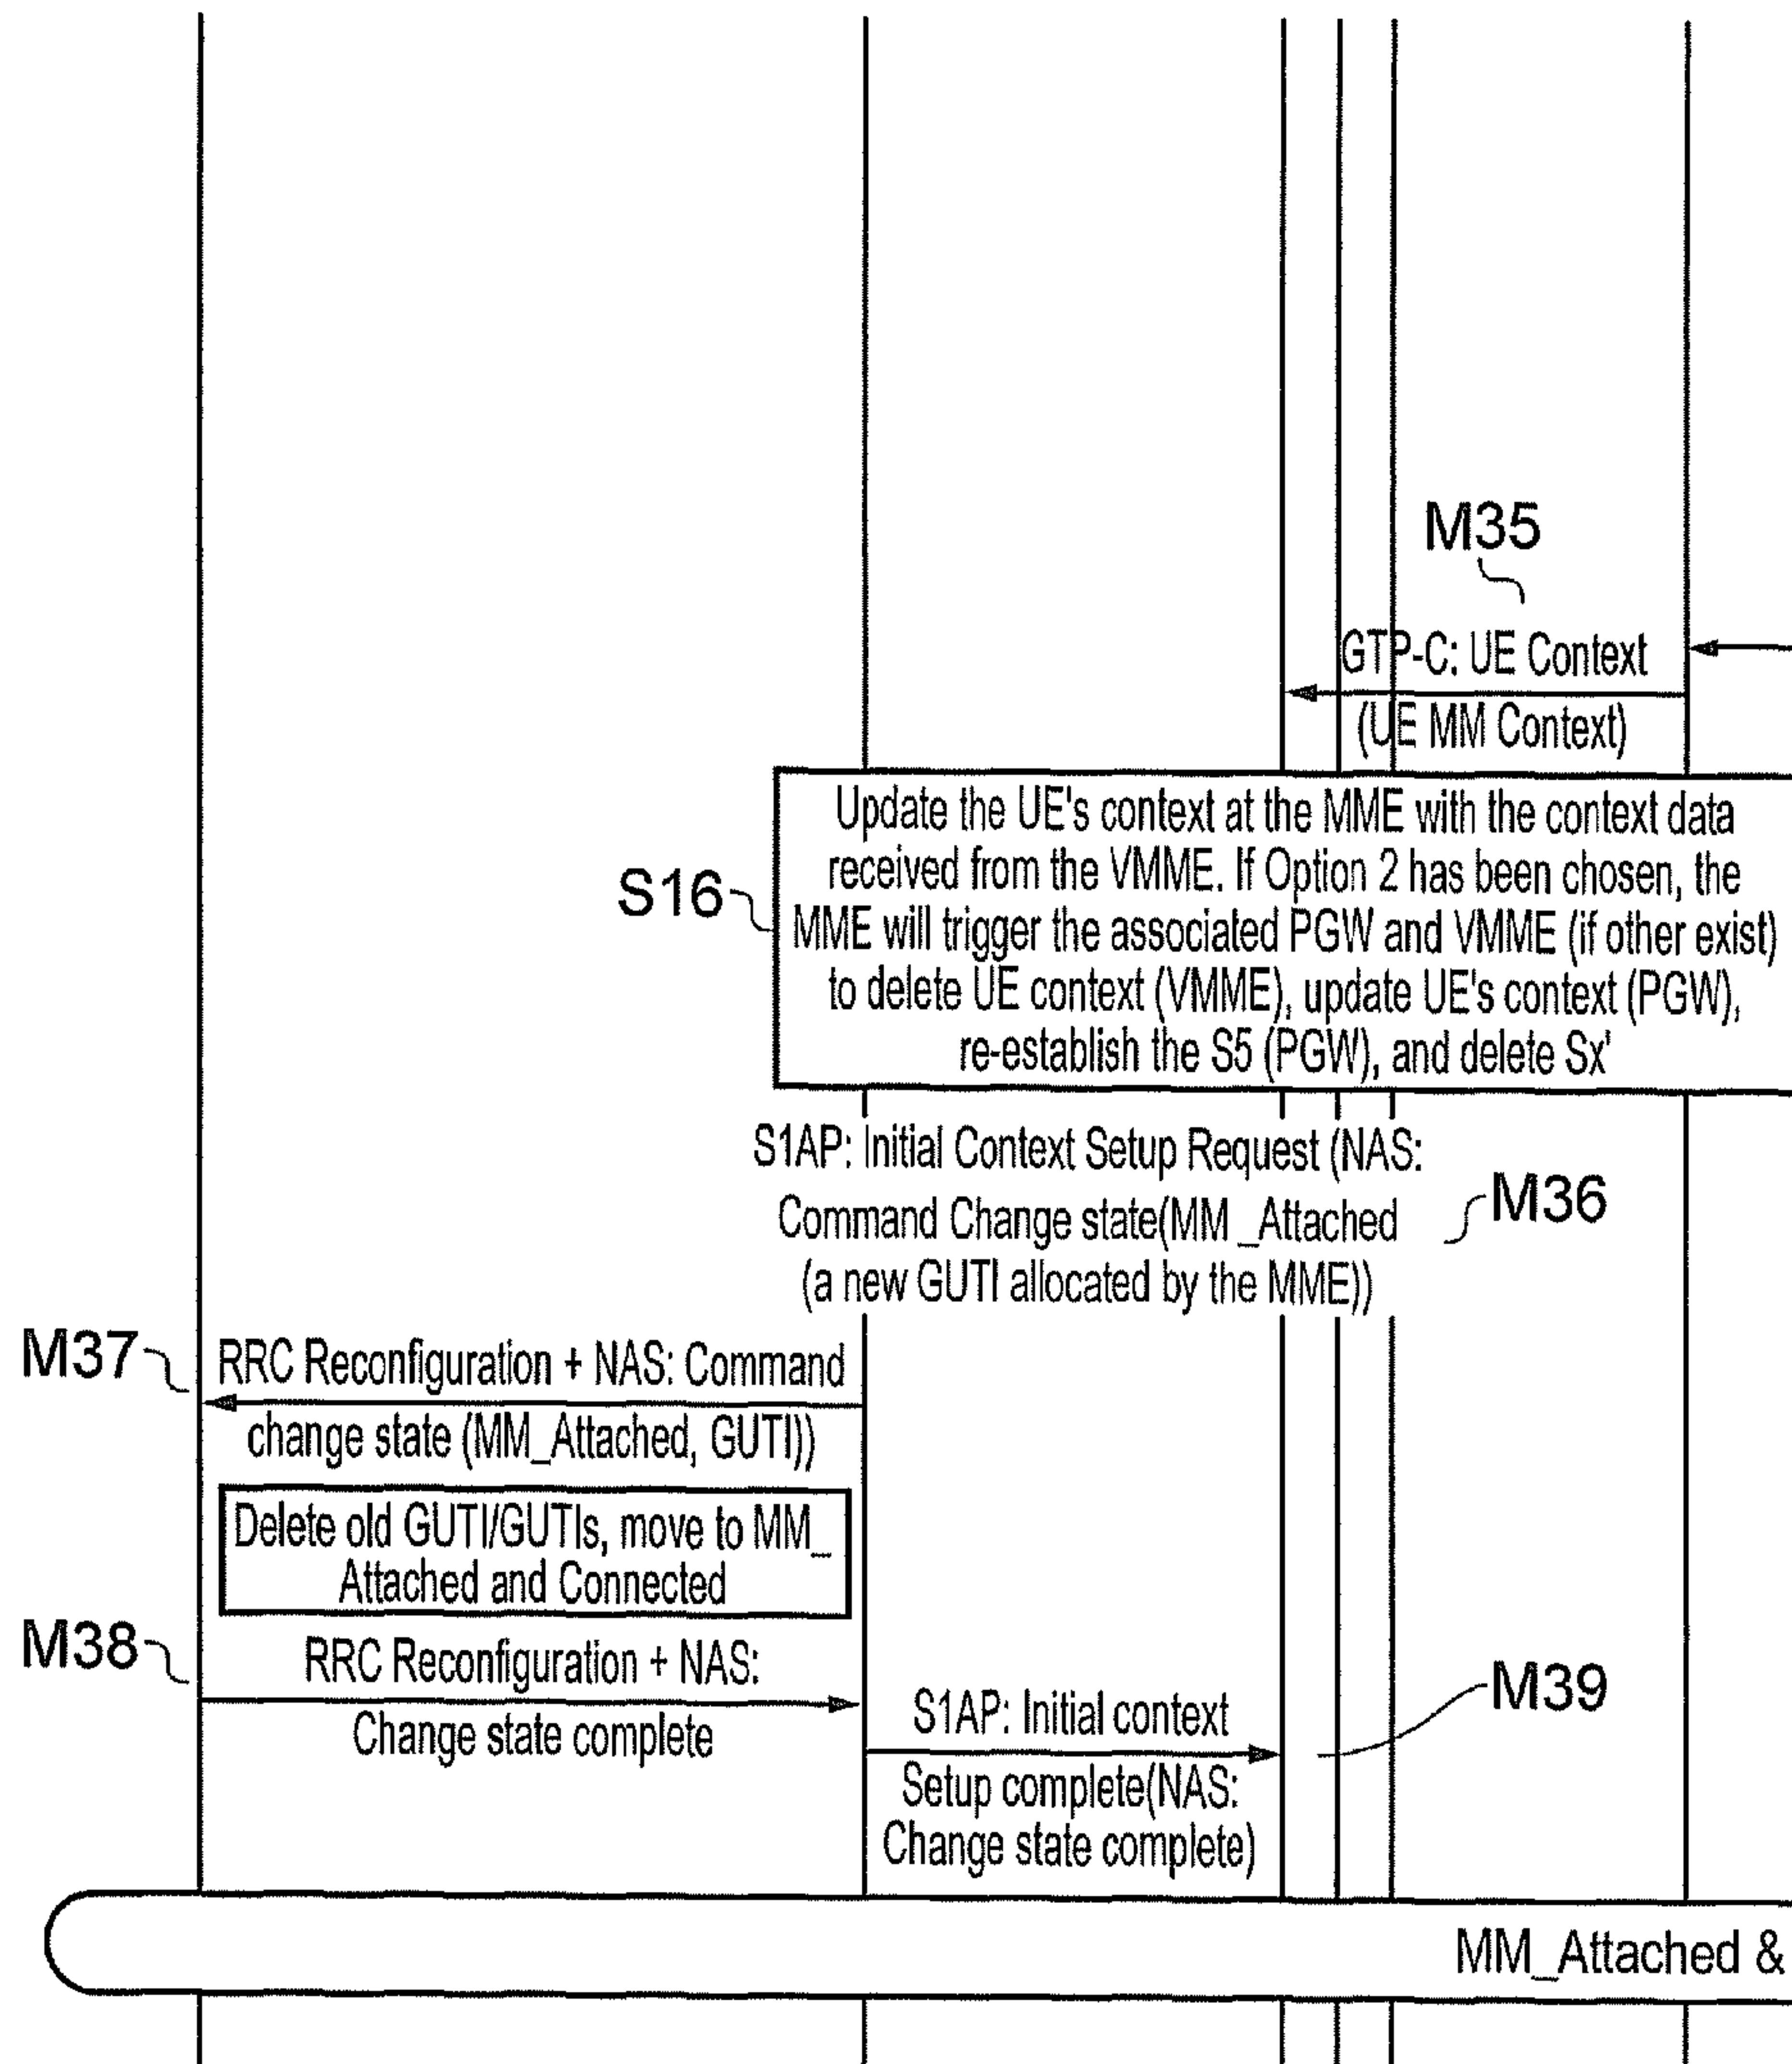 M35
GTP-C: UE Context
(UE MM Context)
S16
Update the UE's context at the MME with the context data
received from the VMME. If Option 2 has been chosen, the
MME will trigger the associated PGW and VMME (if other exist)
to delete UE context (VMME), update UE's context (PGW),
re-establish the S5 (PGW), and delete Sx'
S1AP: Initial Context Setup Request (NAS:
Command Change state(MM_Attached
(a new GUTI allocated by the MME))
M36
M37
RRC Reconfiguration + NAS: Command
change state (MM_Attached, GUTI))
Delete old GUTI/GUTIs, move to MM_
Attached and Connected
M38
RRC Reconfiguration + NAS:
Change state complete
M39
S1AP: Initial context
Setup complete(NAS:
Change state complete)
MM_Attached &